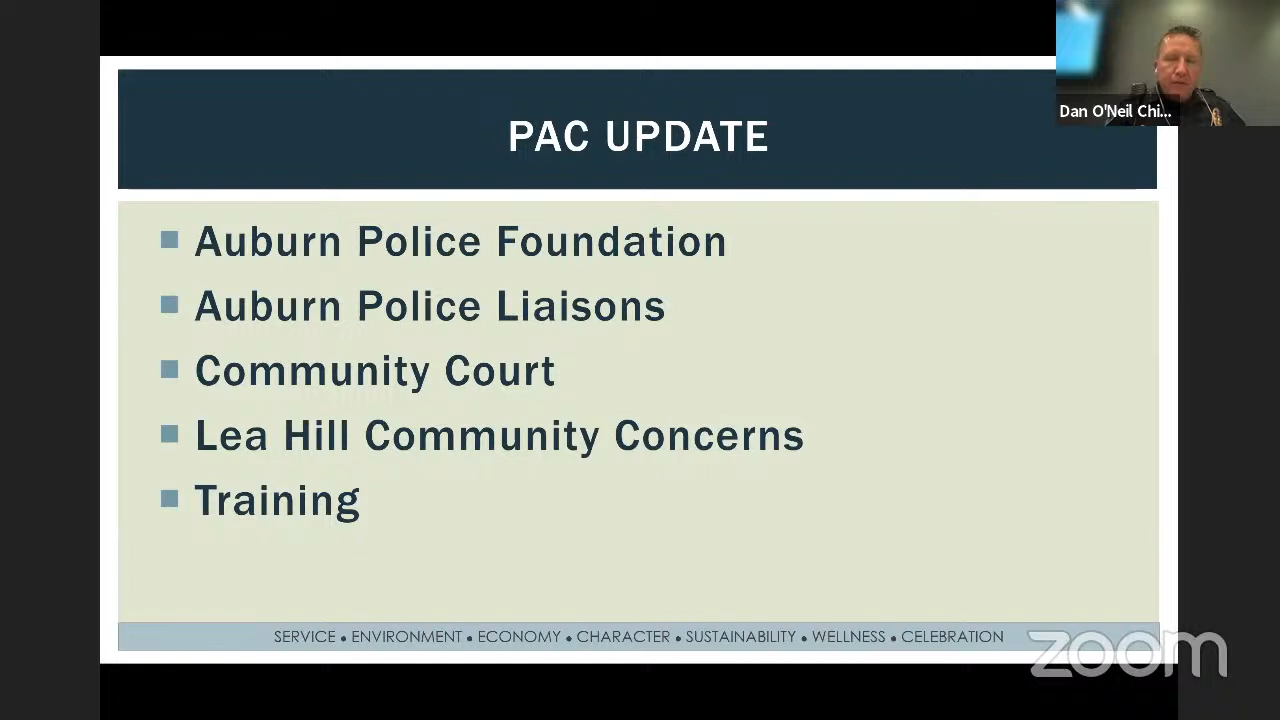 Dan O'Neil Chi...
PAC UPDATE
Auburn Police Foundation
Auburn Police Liaisons
Community Court
Lea Hill Community Concerns
Training
SERVICE • ENVIRONMENT • ECONOMY • CHARACTER • SUSTAINABILITY • WELLNESS • CELEBRATION
zoom